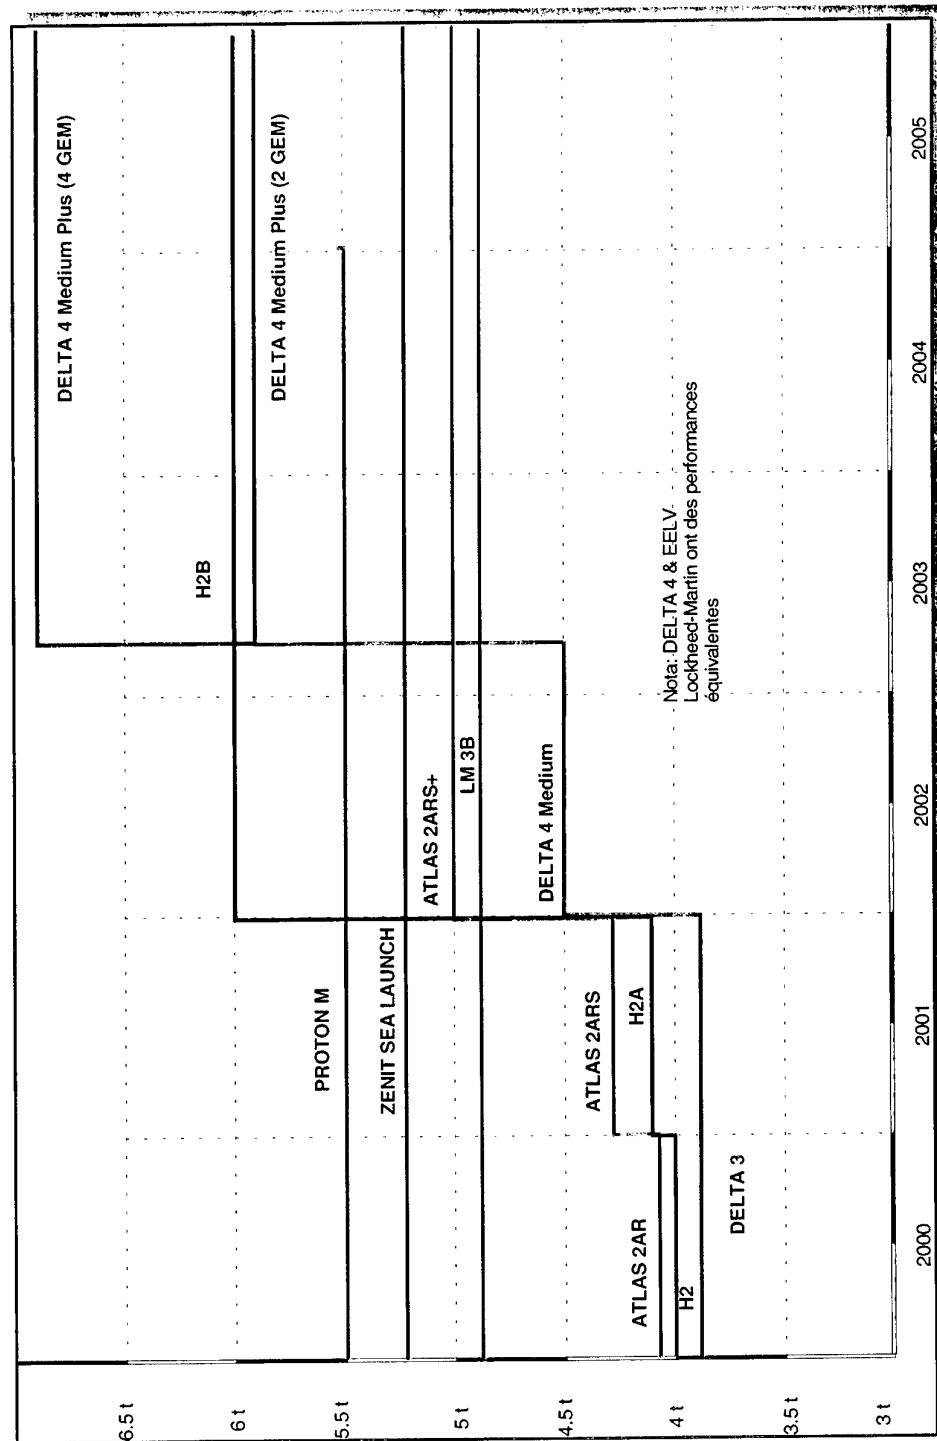 6.5 t
6 t
5.5 t
5 t
4.5 t
4 t
3.5 t
3 t
DELTA 4 Medium Plus (4 GEM)
H2B
DELTA 4 Medium Plus (2 GEM)
PROTON M
ZENIT SEA LAUNCH
ATLAS 2ARS+
LM 3B
DELTA 4 Medium
ATLAS 2ARS
H2A
ATLAS 2AR
H2
DELTA 3
Nota: DELTA 4 & EELV
Lockheed-Martin ont des performances
équivalentes
2000
2001
2002
2003
2004
2005